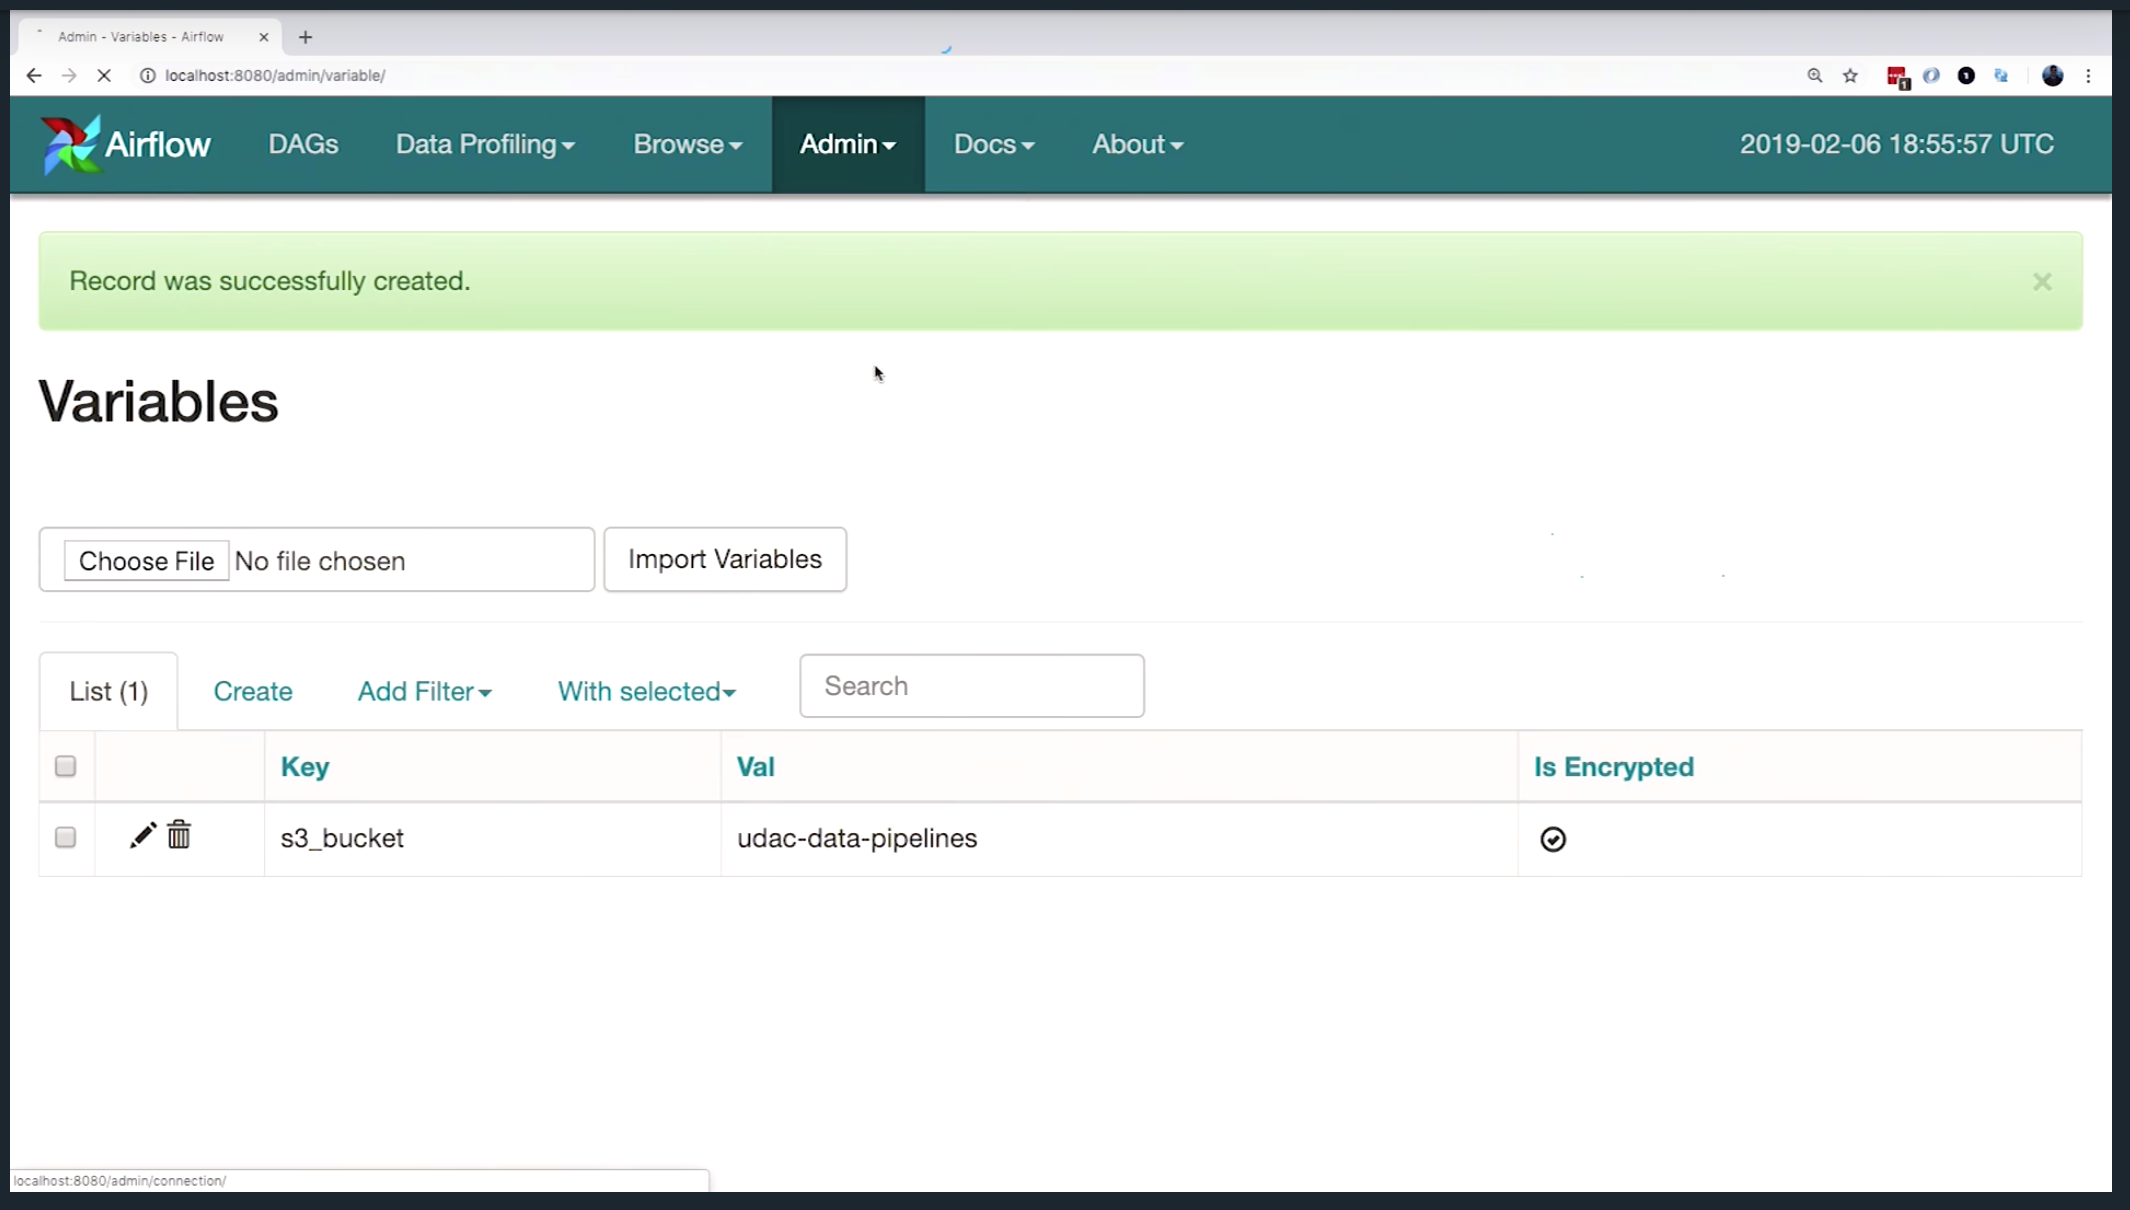 Admin - Variables - Airflow
localhost:8080/admin/variable/
Airflow DAGs Data Profiling Browse Admin Docs About 2019-02-06 18:55:57 UTC
Record was successfully created.
Variables
Choose File No file chosen Import Variables
List (1) Create Add Filter With selected Search
Key Val Is Encrypted
s3_bucket udac-data-pipelines
localhost:8080/admin/connection/